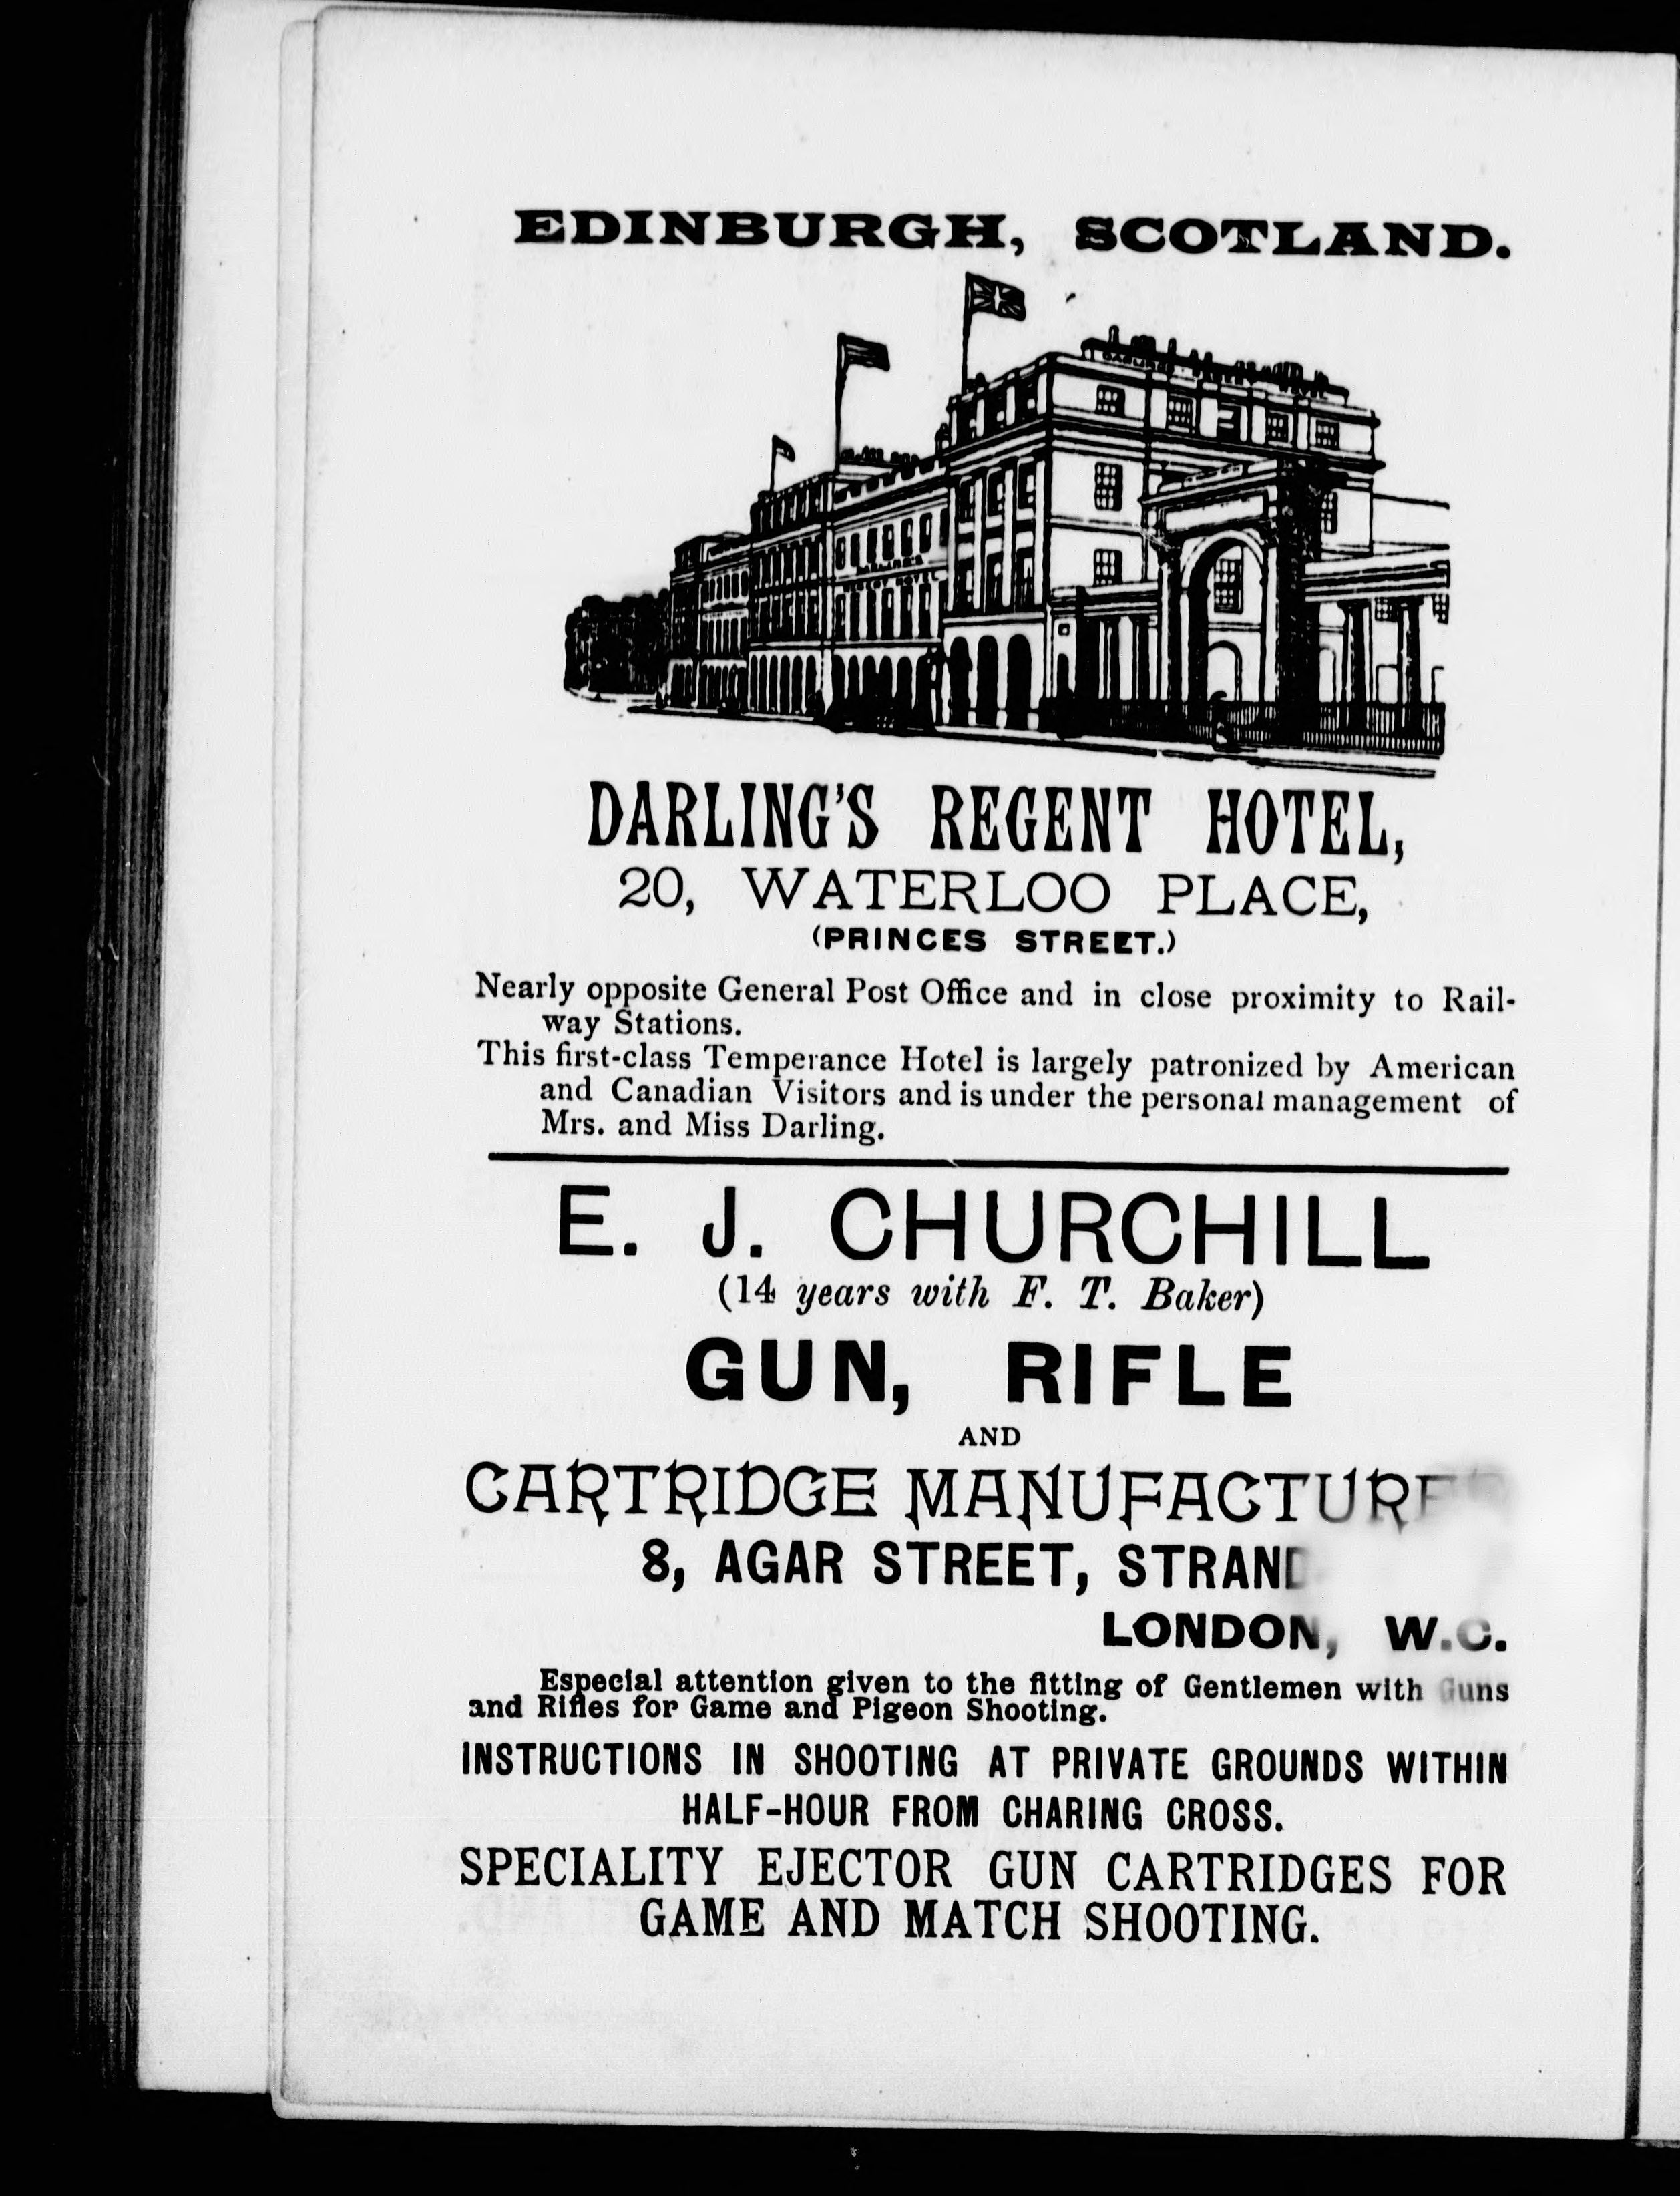 EDINBURGH, SCOTLAND.
DARLING'S
REGENT HOTEL
DARLING'S REGENT HOTEL,
20, WATERLOO PLACE,
(PRINCES STREET.)
Nearly opposite General Post Office and in close proximity to Rail-
way Stations.
This first-class Temperance Hotel is largely patronized by American
and Canadian Visitors and is under the personal management of
Mrs. and Miss Darling.
E. J. CHURCHILL
(14 years with F. T. Baker)
GUN, RIFLE
AND
CARTRIDGE
8, AGAR STREET, STRAND
LONDON, W.C.
Especial attention given to the fitting of Gentlemen with Guns
and Rifles for Game and Pigeon Shooting.
INSTRUCTIONS IN SHOOTING AT PRIVATE GROUNDS WITHIN
HALF-HOUR FROM CHARING CROSS.
SPECIALITY EJECTOR GUN CARTRIDGES FOR
GAME AND MATCH SHOOTING.